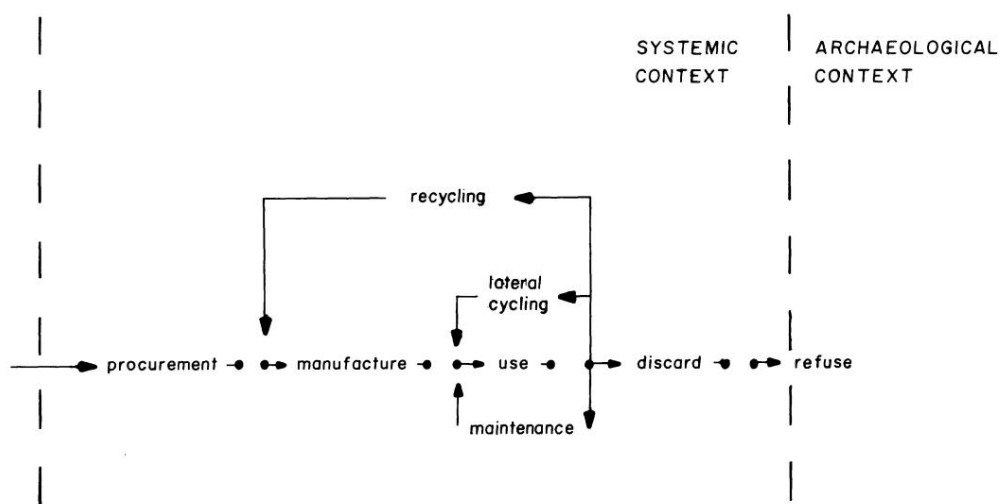 SYSTEMIC
CONTEXT
ARCHAEOLOGICAL
CONTEXT
recycling
lateral
cycling
procurement
manufacture
use
discard
refuse
maintenance